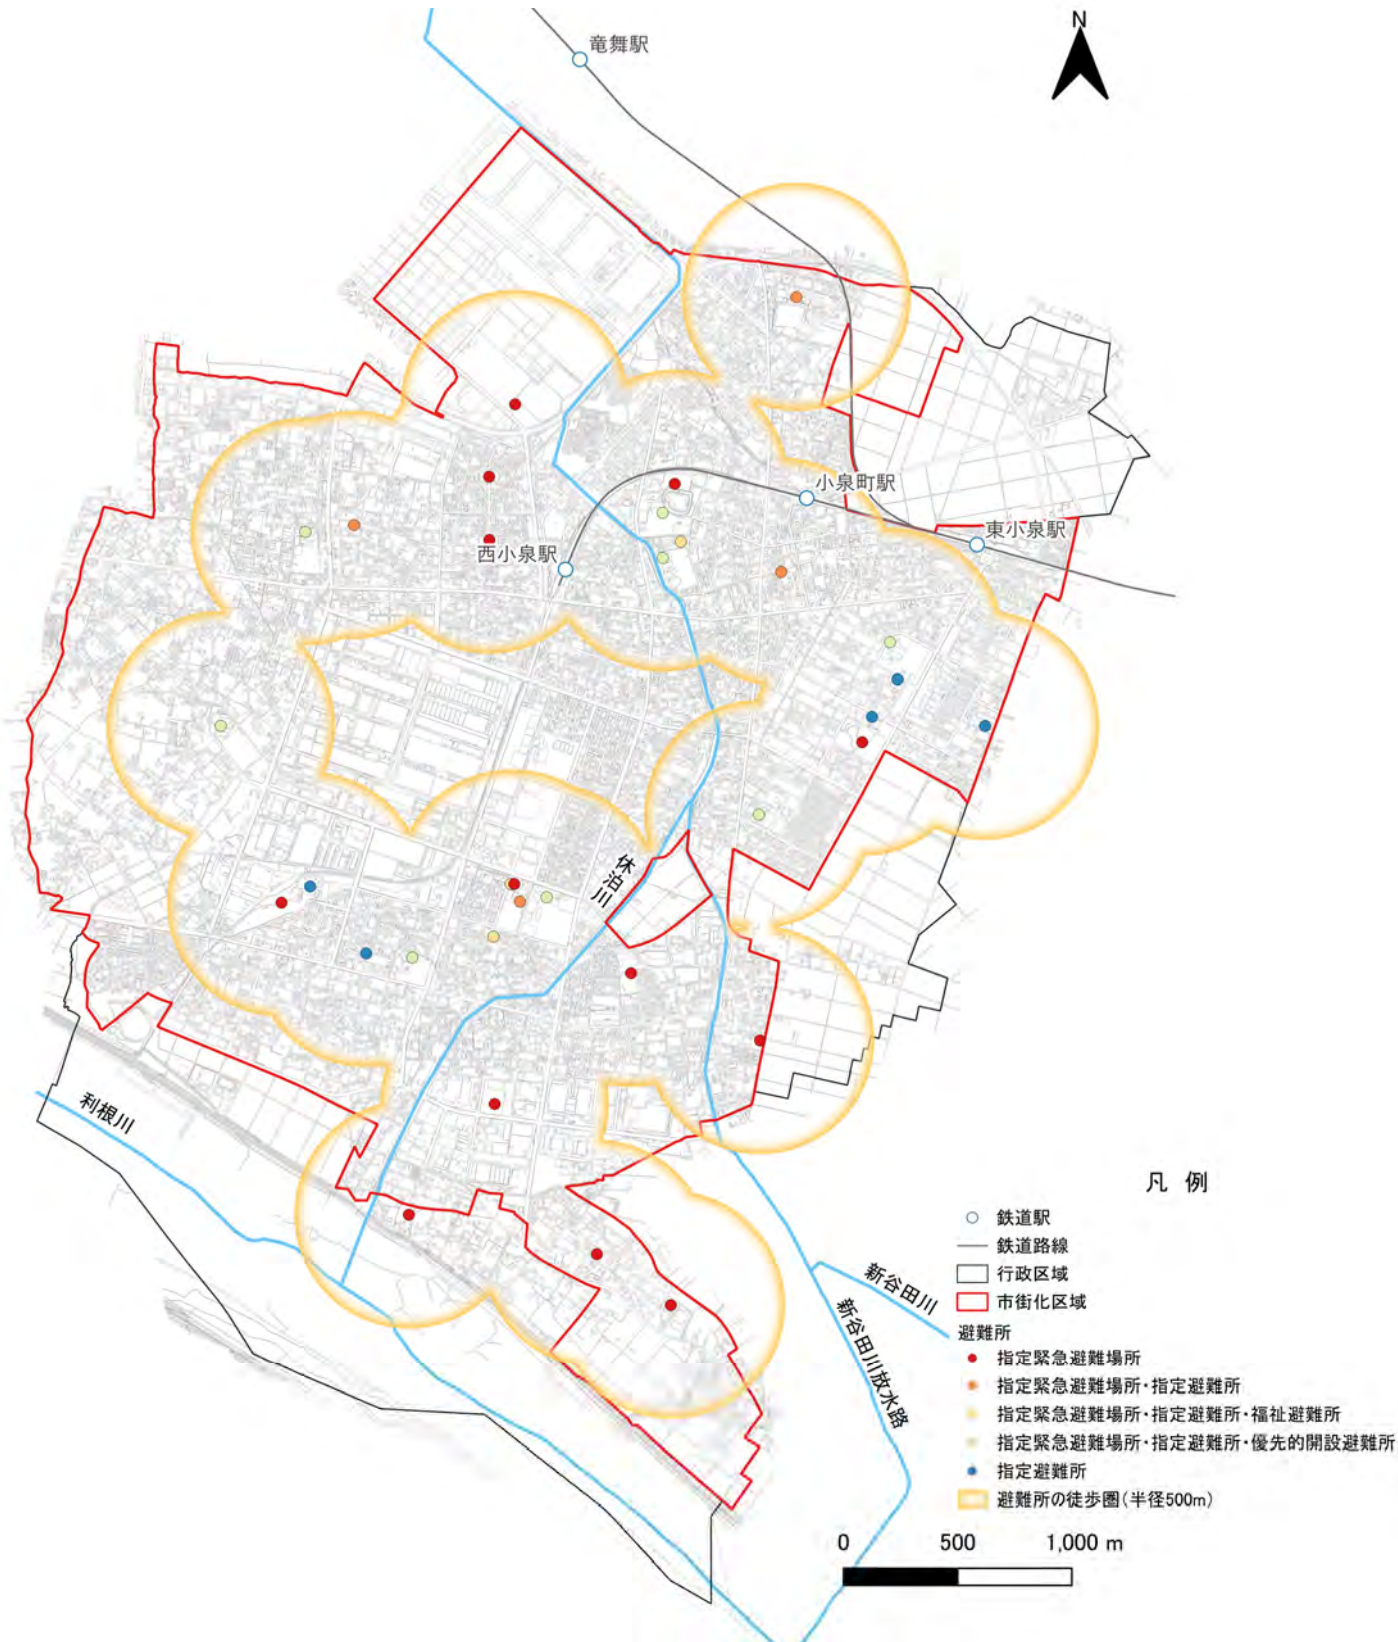 N
竜舞駅
小泉町駅
東小泉駅
西小泉駅
休泊川
利根川
新谷田川
新谷田川放水路
凡 例
鉄道駅
鉄道路線
行政区域
市街化区域
避難所
指定緊急避難場所
指定緊急避難場所・指定避難所
指定緊急避難場所・指定避難所・福祉避難所
指定緊急避難場所・指定避難所・優先的開設避難所
指定避難所
避難所の徒歩圏(半径500m)
0 500 1,000 m